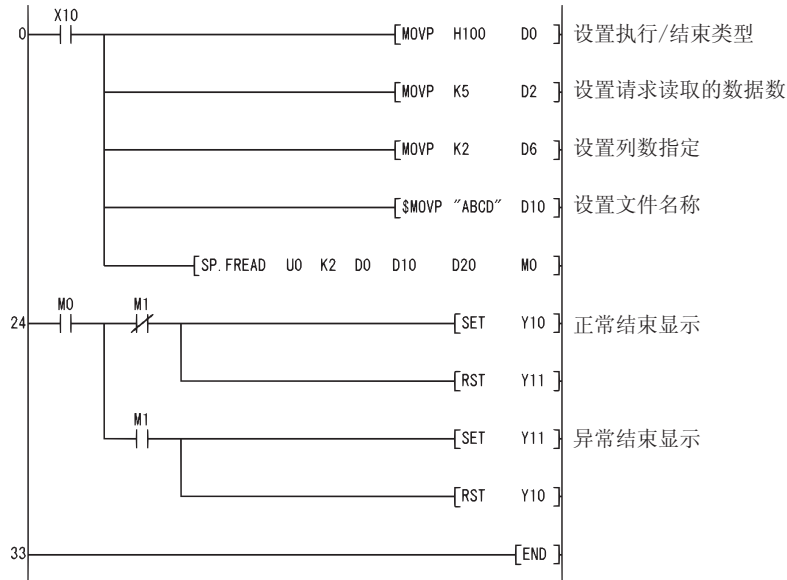 X10
0 [MOVP H100 D0] 设置执行/结束类型
[MOVP K5 D2] 设置请求读取的数据数
[MOVP K2 D6] 设置列数指定
[$MOVP "ABCD" D10] 设置文件名称
[SP.FREAD U0 K2 D0 D10 D20 M0]
M0 M1
24 [SET Y10] 正常结束显示
[RST Y11]
M1
[SET Y11] 异常结束显示
[RST Y10]
33 [END]